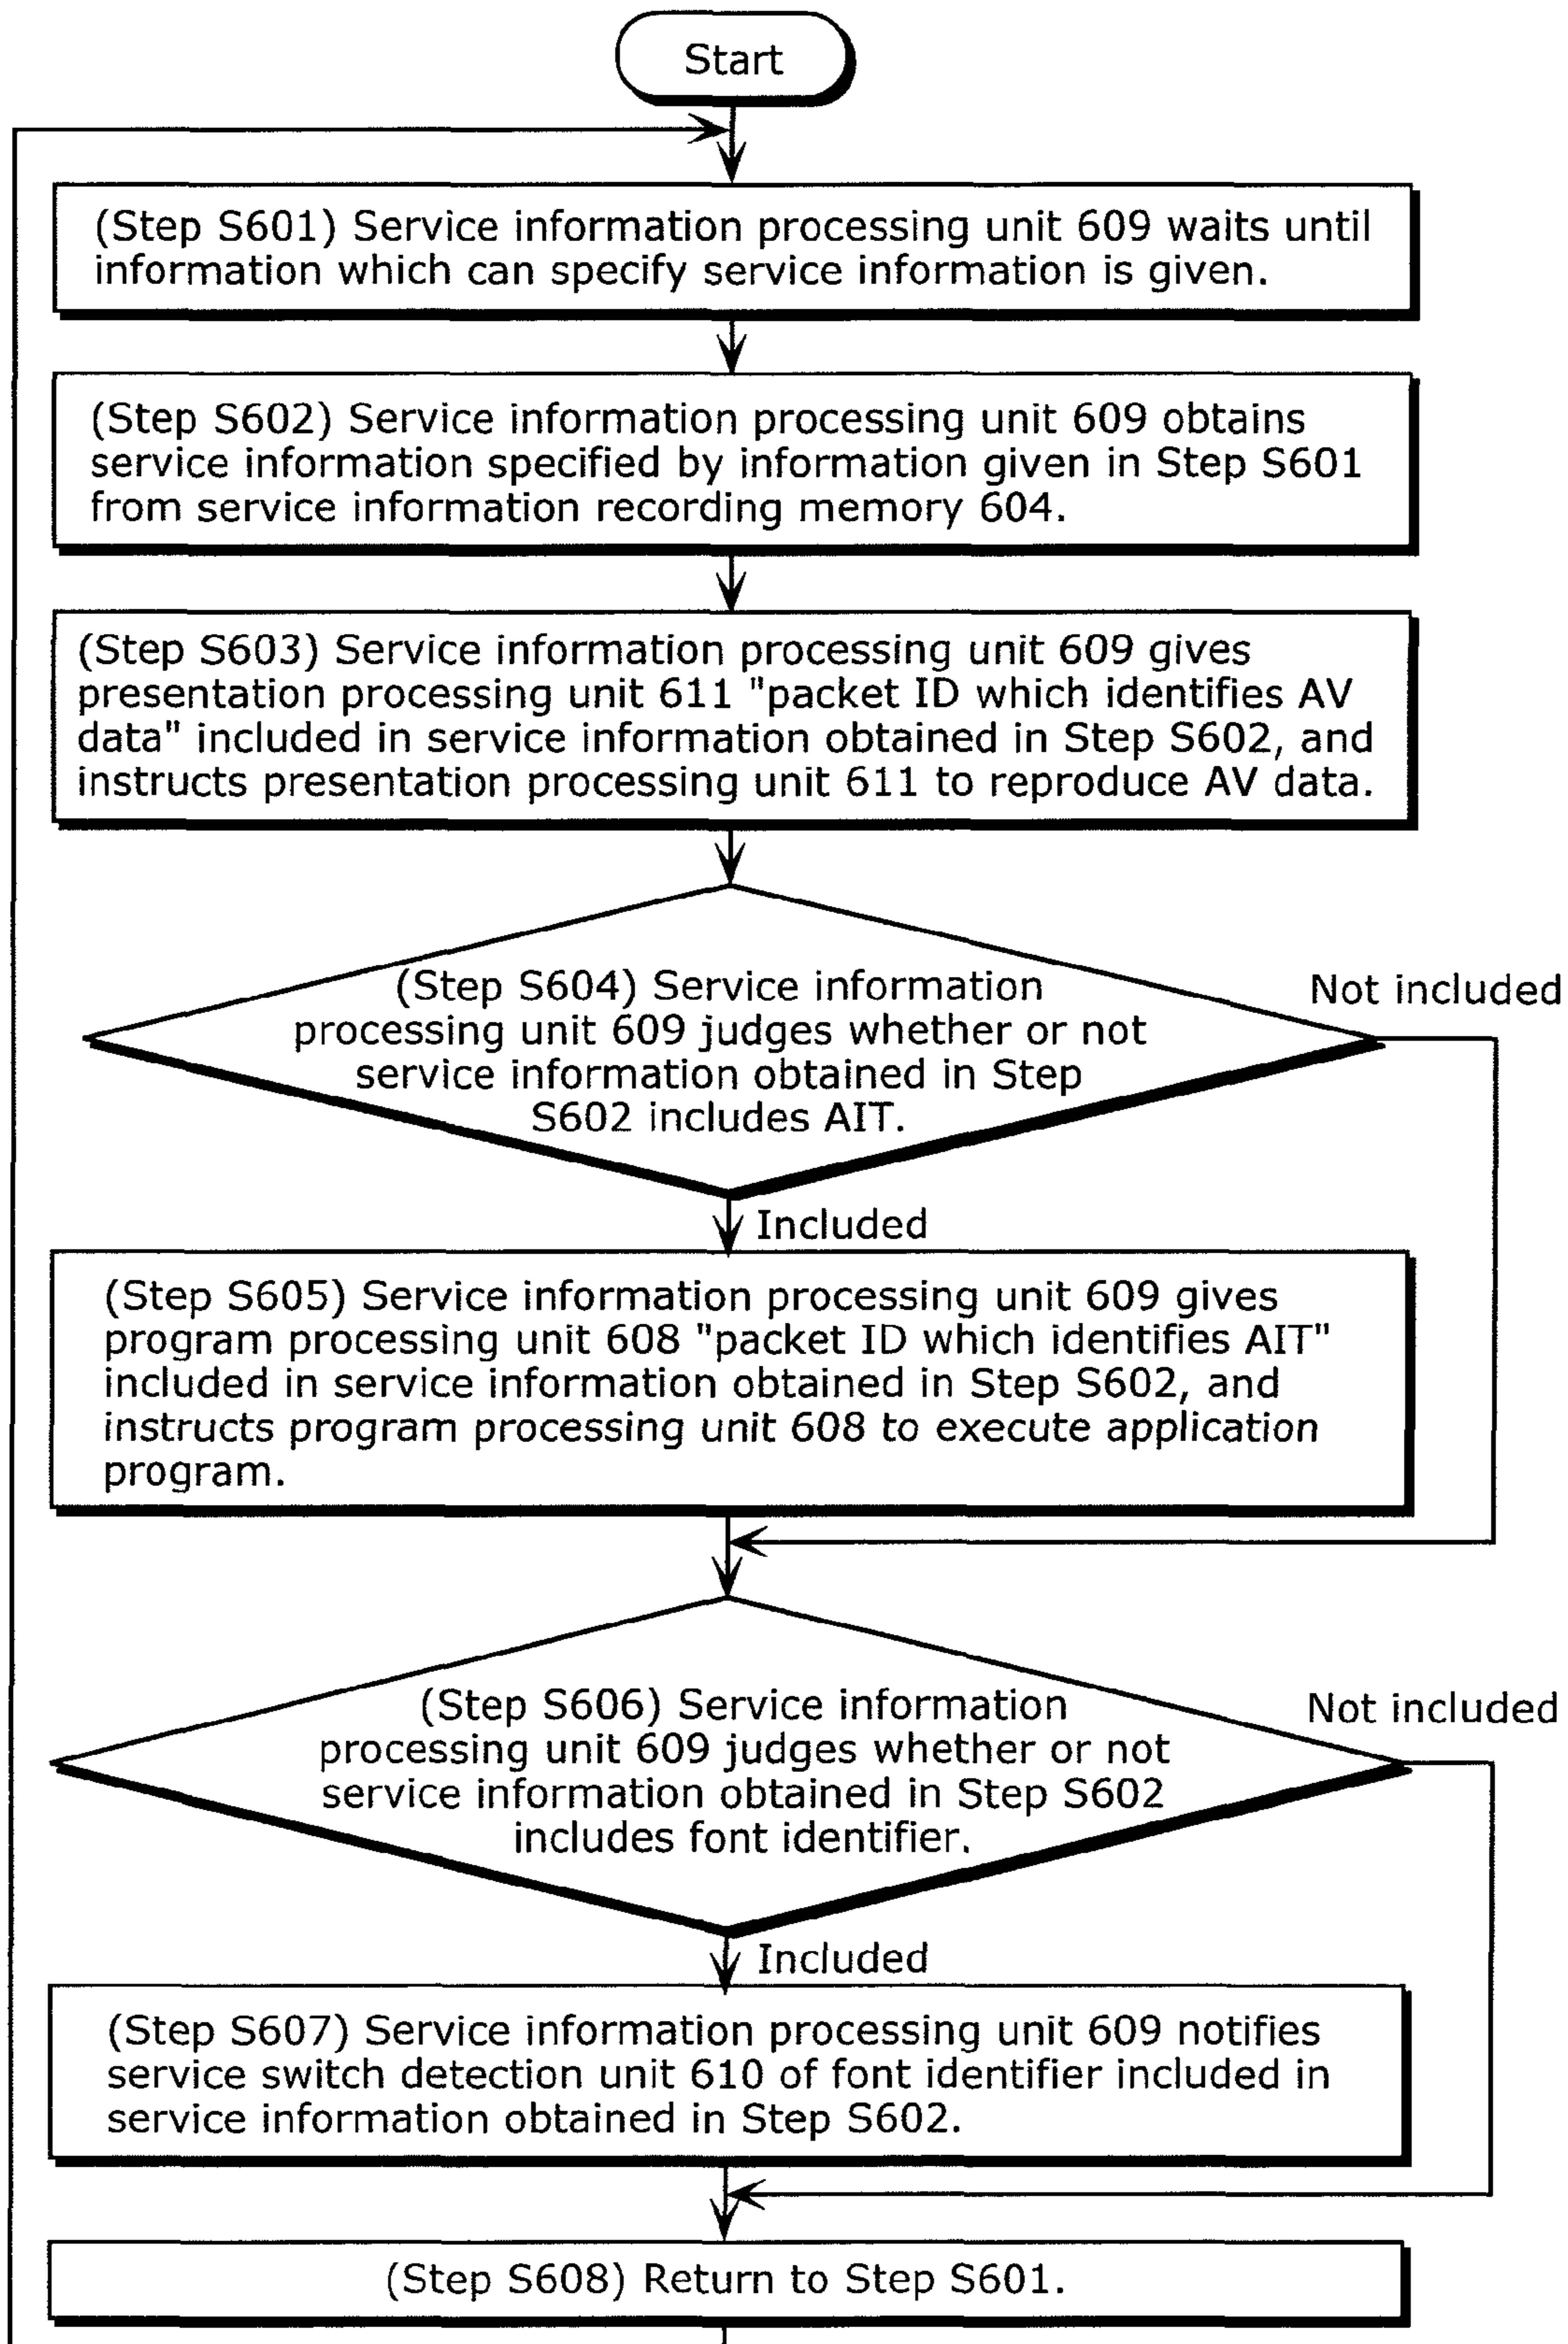 Start
(Step S601) Service information processing unit 609 waits until
information which can specify service information is given.
(Step S602) Service information processing unit 609 obtains
service information specified by information given in Step S601
from service information recording memory 604.
(Step S603) Service information processing unit 609 gives
presentation processing unit 611 "packet ID which identifies AV
data" included in service information obtained in Step S602, and
instructs presentation processing unit 611 to reproduce AV data.
(Step S604) Service information
processing unit 609 judges whether or not
service information obtained in Step
S602 includes AIT.
Not included
Included
(Step S605) Service information processing unit 609 gives
program processing unit 608 "packet ID which identifies AIT"
included in service information obtained in Step S602, and
instructs program processing unit 608 to execute application
program.
(Step S606) Service information
processing unit 609 judges whether or not
service information obtained in Step S602
includes font identifier.
Not included
Included
(Step S607) Service information processing unit 609 notifies
service switch detection unit 610 of font identifier included in
service information obtained in Step S602.
(Step S608) Return to Step S601.